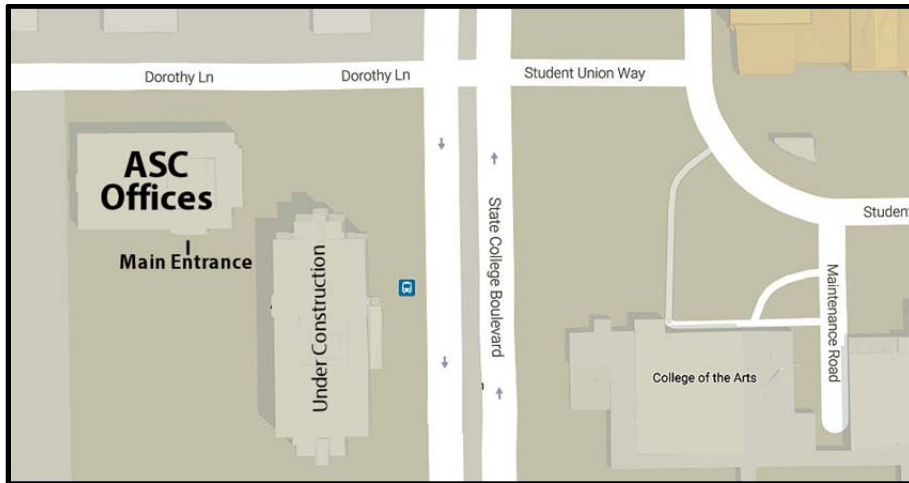 Dorothy Ln
Dorothy Ln
Student Union Way
ASC
Offices
Main Entrance
Under Construction
State College Boulevard
Student
Maintenance Road
College of the Arts